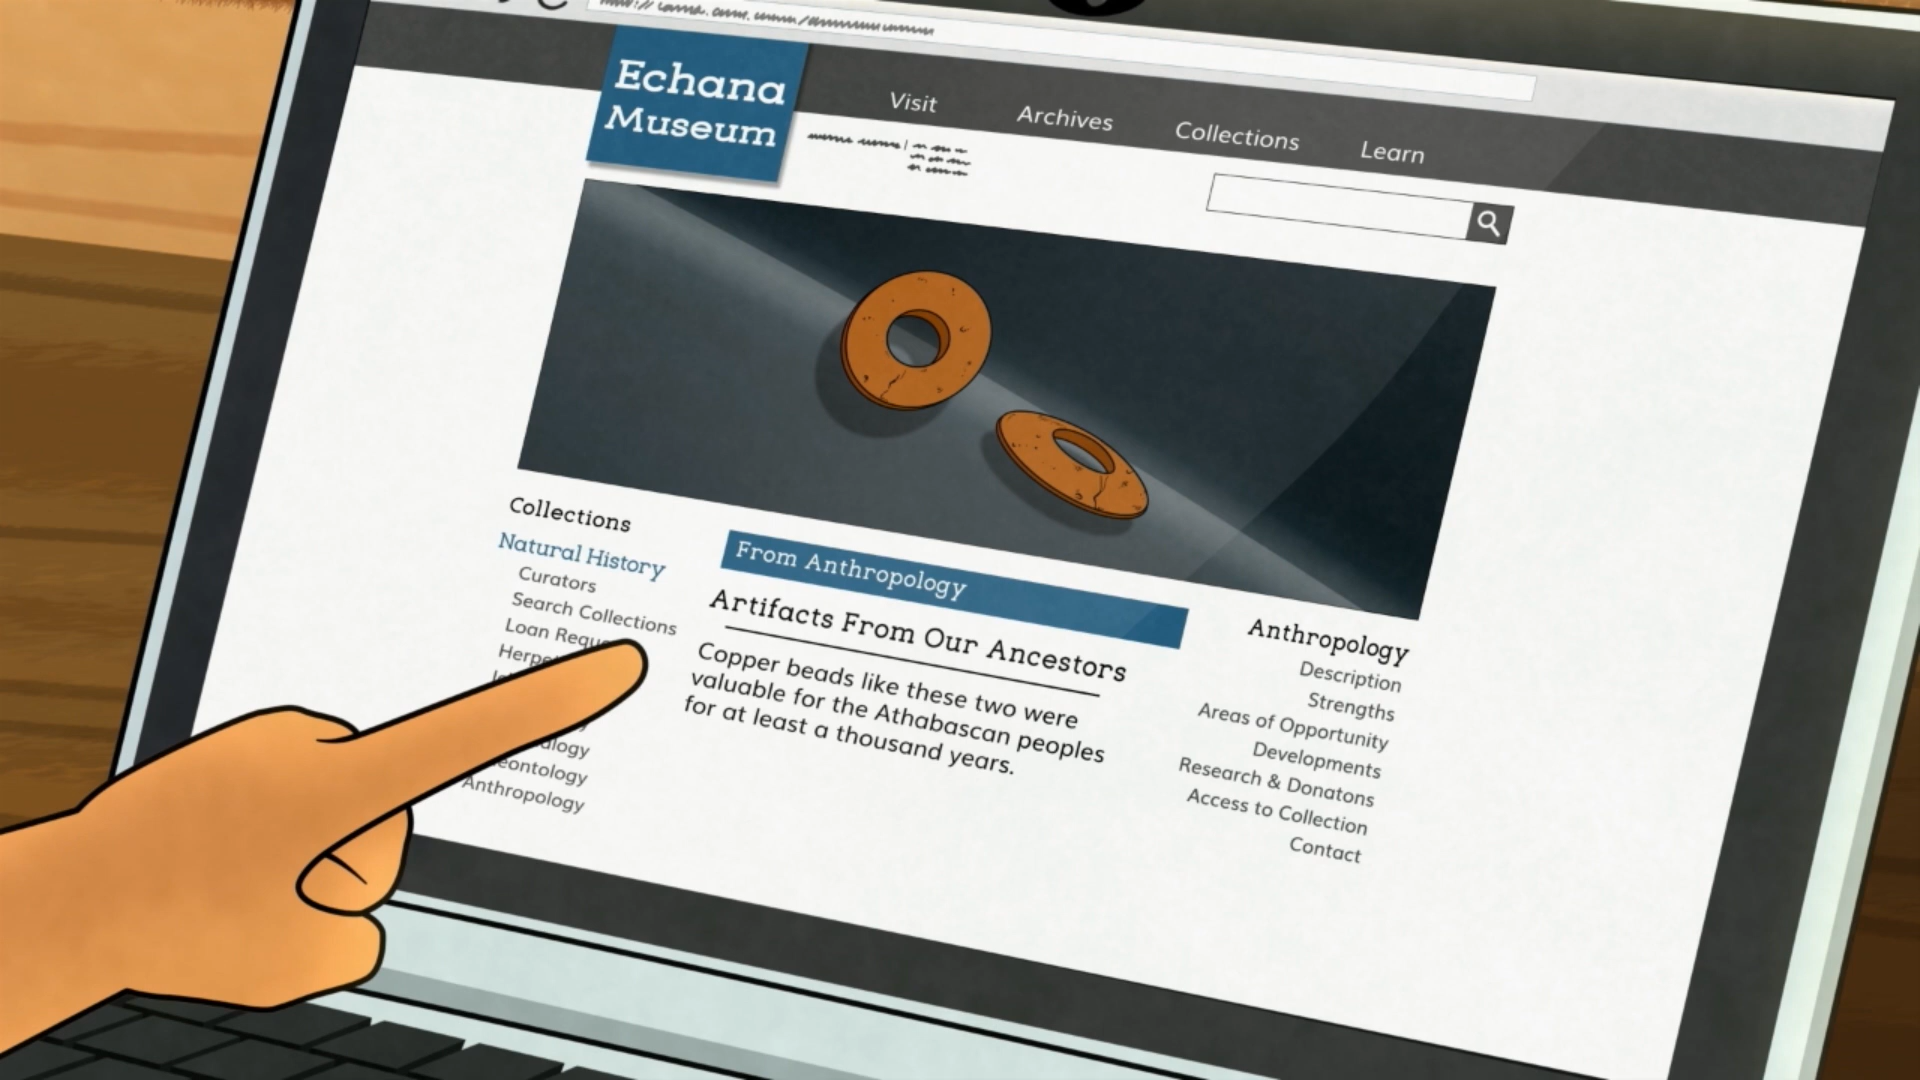 Echana
Museum
Visit
Archives
Collections
Learn
Collections
Natural History
Curators
Search Collections
Anthropology
From Anthropology
Artifacts From Our Ancestors
Copper beads like these two were
valuable for the Athabascan peoples
for at least a thousand years.
Anthropology
Description
Strengths
Areas of Opportunity
Developments
Research & Donatons
Access to Collection
Contact